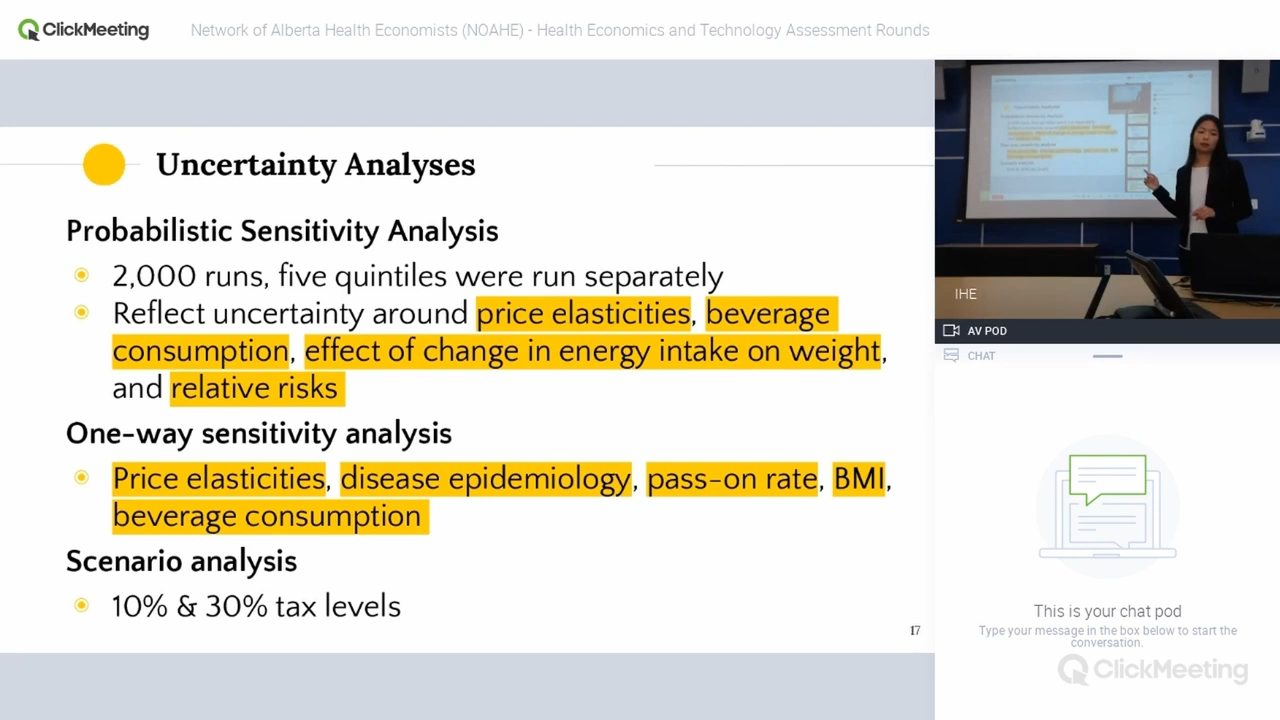 ClickMeeting
Network of Alberta Health Economists (NOAHE) - Health Economics and Technology Assessment Rounds
Uncertainty Analyses
Probabilistic Sensitivity Analysis
2,000 runs, five quintiles were run separately
Reflect uncertainty around price elasticities, beverage
consumption, effect of change in energy intake on weight,
and relative risks
One-way sensitivity analysis
Price elasticities, disease epidemiology, pass-on rate, BMI,
beverage consumption
Scenario analysis
10% & 30% tax levels
17
IHE
AV POD
CHAT
This is your chat pod
Type your message in the box below to start the
conversation.
ClickMeeting